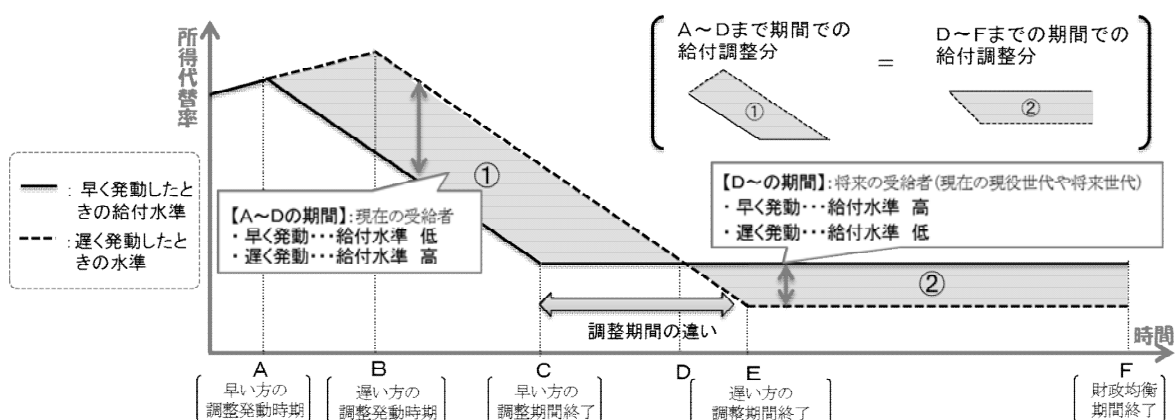 所得代替率
A～Dまで期間での
給付調整分
①
＝
D～Fまでの期間での
給付調整分
②
━━ ： 早く発動したと
きの給付水準
---- ：遅く発動したと
きの水準
①
【A～Dの期間】：現在の受給者
・ 早く発動・・・給付水準 低
・ 遅く発動・・・給付水準 高
【D～の期間】：将来の受給者（現在の現役世代や将来世代）
・ 早く発動・・・給付水準 高
・ 遅く発動・・・給付水準 低
②
調整期間の違い
時間
A
早い方の
調整発動時期
B
遅い方の
調整発動時期
C
早い方の
調整期間終了
D
E
遅い方の
調整期間終了
F
財政均衡
期間終了